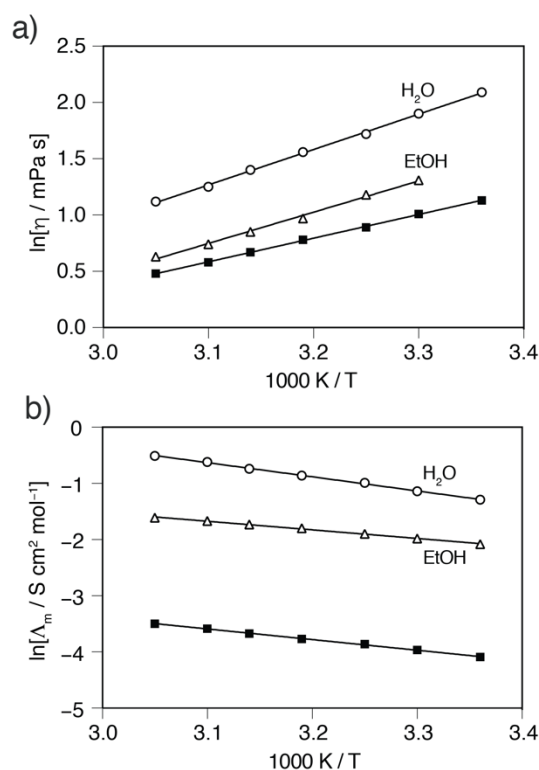 a)
2.5
2.0
1.5
1.0
0.5
0.0
ln[η / mPa s]
H₂O
EtOH
3.0 3.1 3.2 3.3 3.4
1000 K / T
b)
0
−1
−2
−3
−4
−5
ln[Λₘ / S cm² mol⁻¹]
H₂O
EtOH
3.0 3.1 3.2 3.3 3.4
1000 K / T